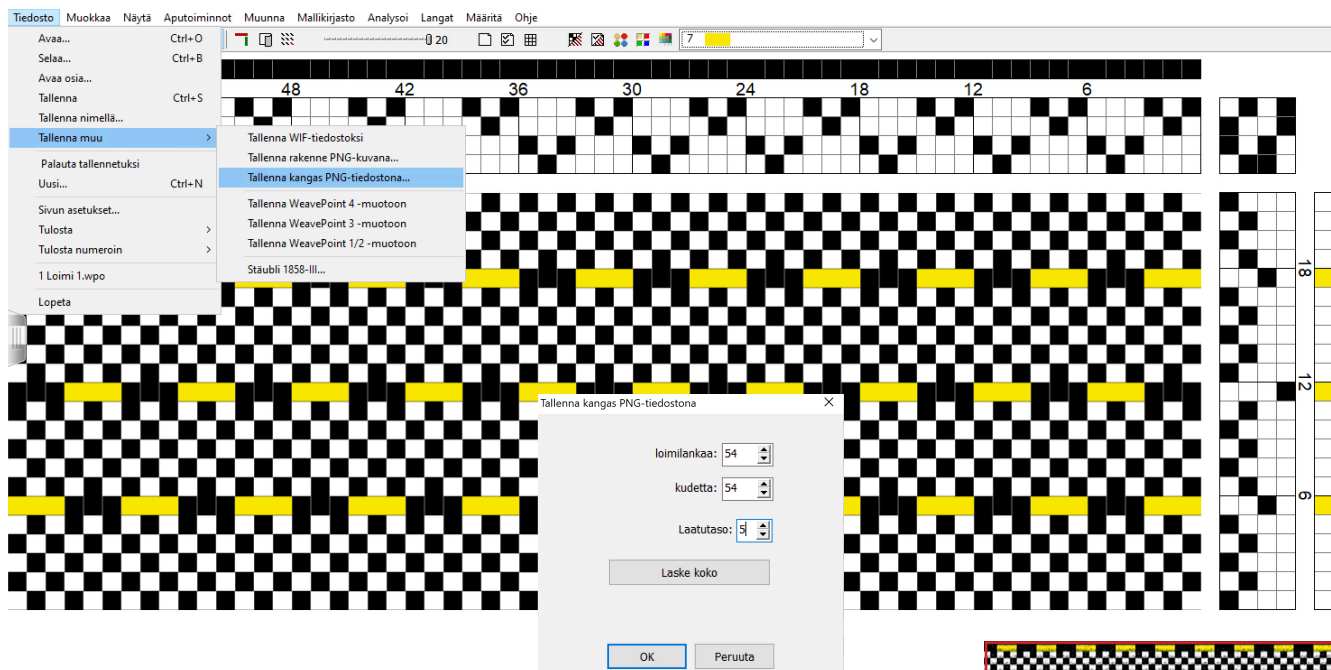 Tiedosto Muokkaa Näytä Aputoiminnot Muunna Mallikirjasto Analysoi Langat Määritä Ohje
Avaa... Ctrl+O
Selaa... Ctrl+B
Avaa osia...
Tallenna Ctrl+S
Tallenna nimellä...
Tallenna muu >
Palauta tallennetuksi
Uusi... Ctrl+N
Sivun asetukset...
Tulosta >
Tulosta numeroin >
1 Loimi 1.wpo
Lopeta
20
7
48 42 36 30 24 18 12 6
Tallenna WIF-tiedostoksi
Tallenna rakenne PNG-kuvana...
Tallenna kangas PNG-tiedostona...
Tallenna WeavePoint 4 -muotoon
Tallenna WeavePoint 3 -muotoon
Tallenna WeavePoint 1/2 -muotoon
Stäubli 1858-III...
18
12
6
Tallenna kangas PNG-tiedostona
loimilankaa: 54
kudetta: 54
Laatutaso: 5
Laske koko
OK Peruuta